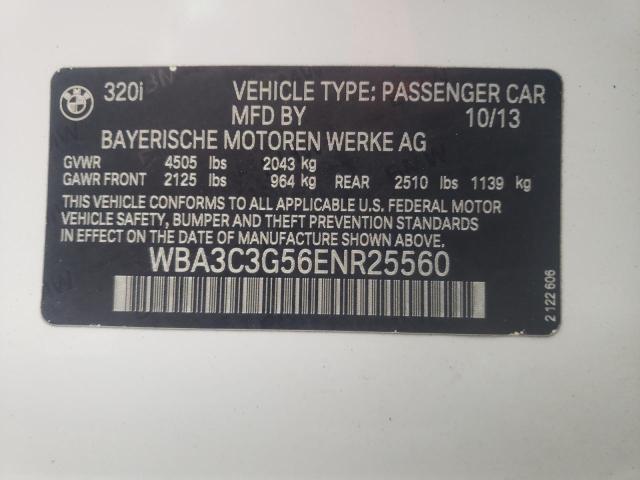 320i VEHICLE TYPE: PASSENGER CAR
MFD BY 10/13
BAYERISCHE MOTOREN WERKE AG
GVWR 4505 lbs 2043 kg
GAWR FRONT 2125 lbs 964 kg REAR 2510 lbs 1139 kg
THIS VEHICLE CONFORMS TO ALL APPLICABLE U.S. FEDERAL MOTOR
VEHICLE SAFETY, BUMPER AND THEFT PREVENTION STANDARDS
IN EFFECT ON THE DATE OF MANUFACTURE SHOWN ABOVE.
WBA3C3G56ENR25560
2 122 606